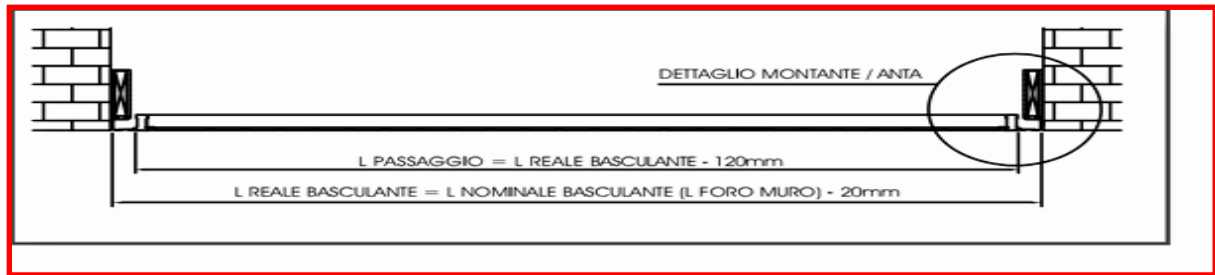 DETTAGLIO MONTANTE / ANTA
L PASSAGGIO = L REALE BASCULANTE - 120mm
L REALE BASCULANTE = L NOMINALE BASCULANTE (L FORO MURO) - 20mm